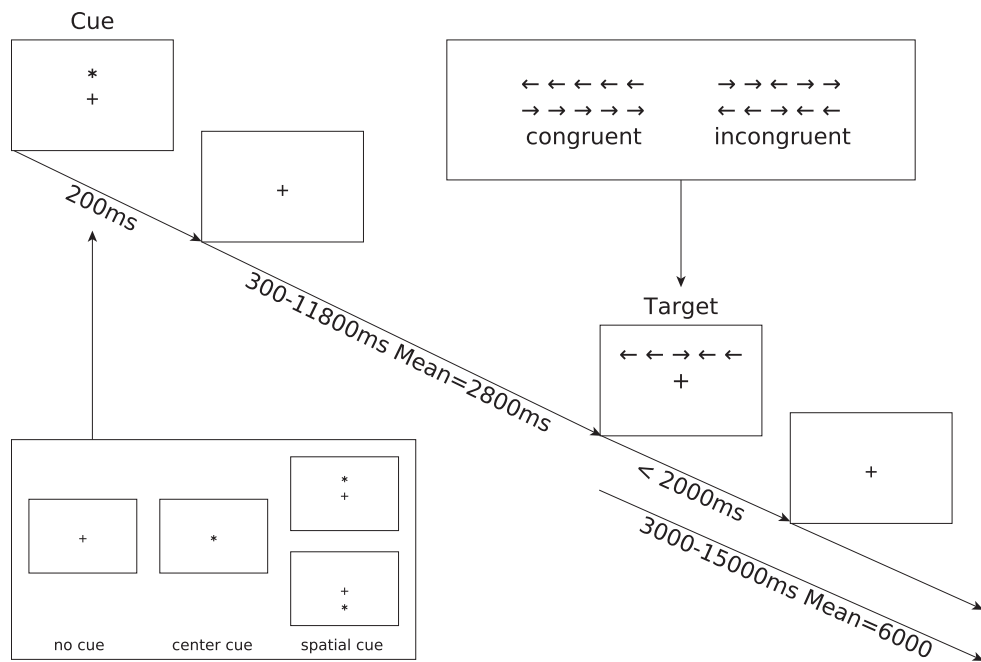 Cue
*
+
200ms
+
← ← ← ← ← → → ← → →
→ → → → → ← ← → ← ←
congruent incongruent
300-11800ms Mean=2800ms
Target
← ← → ← ←
+
< 2000ms
+
3000-15000ms Mean=6000
+
*
*
+
+
*
no cue center cue spatial cue